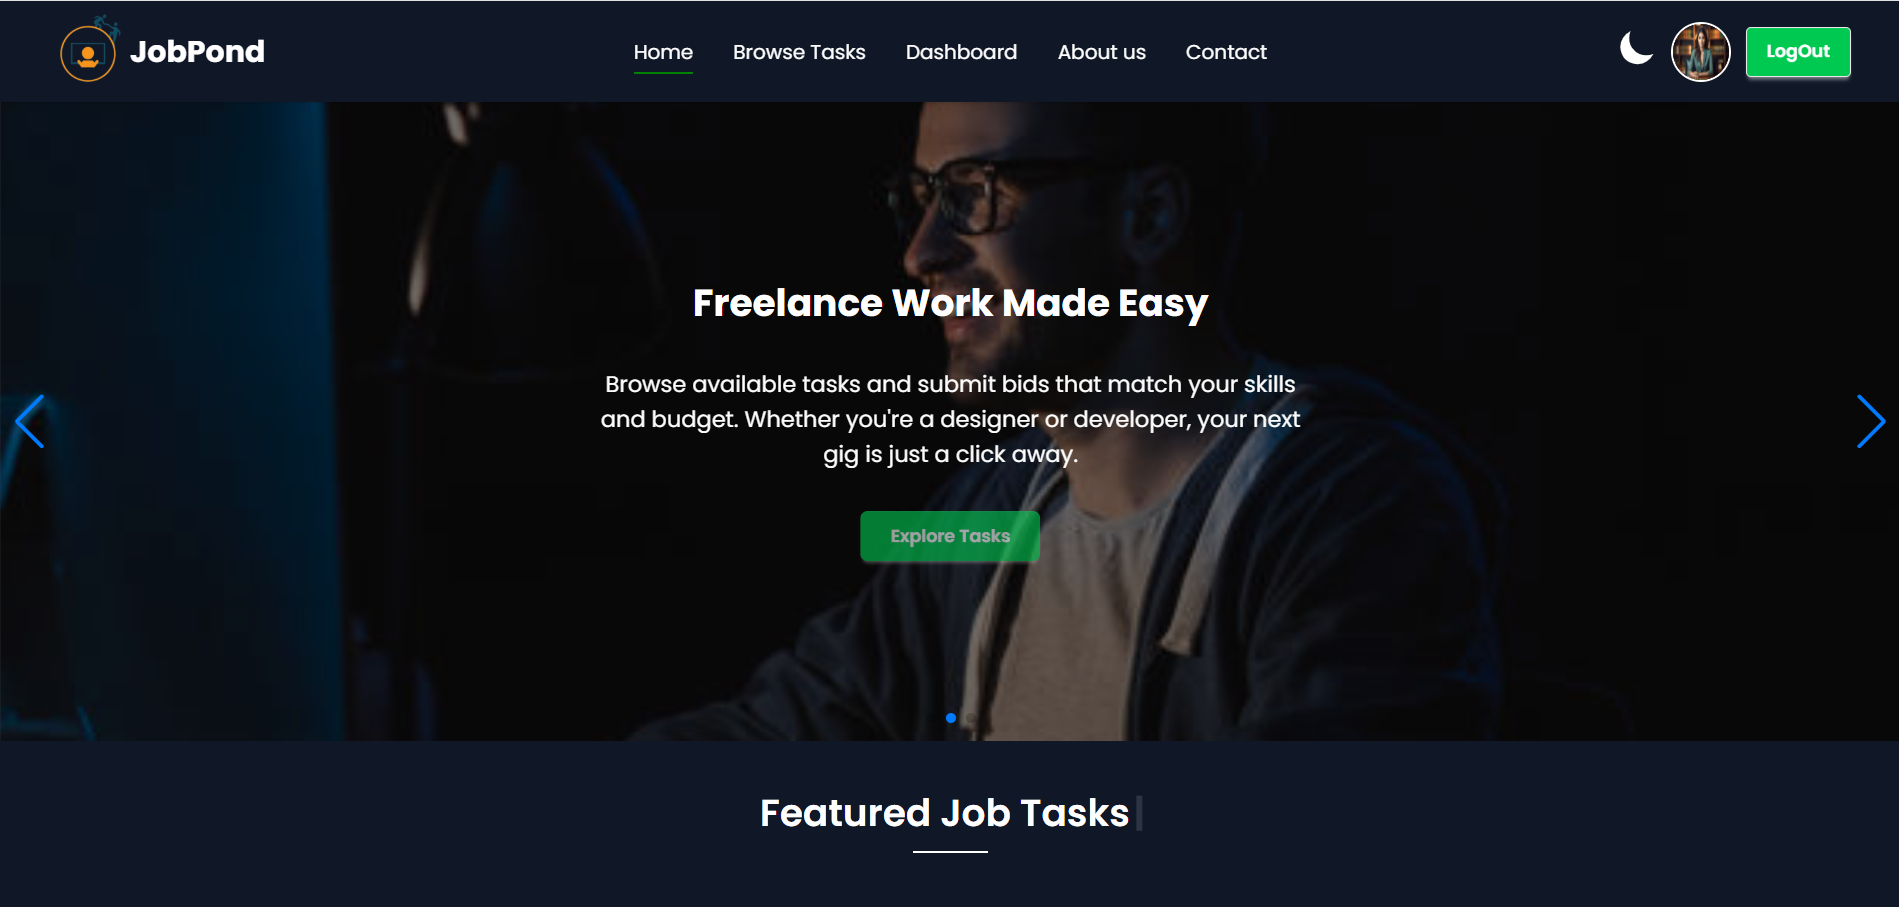 JobPond
Home
Browse Tasks
Dashboard
About us
Contact
LogOut
Freelance Work Made Easy
Browse available tasks and submit bids that match your skills
and budget. Whether you're a designer or developer, your next
gig is just a click away.
Explore Tasks
Featured Job Tasks